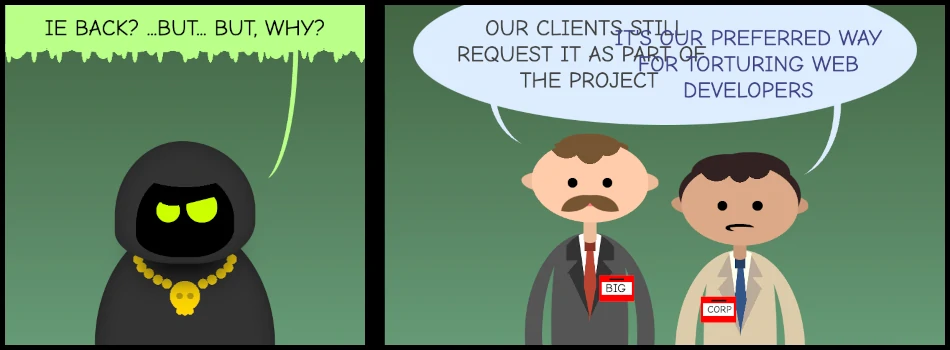 IE BACK? ...BUT... BUT, WHY?
OUR CLIENTS STILL
REQUEST IT AS PART OF
THE PROJECT
IT'S OUR PREFERRED WAY
FOR TORTURING WEB
DEVELOPERS
BIG
CORP